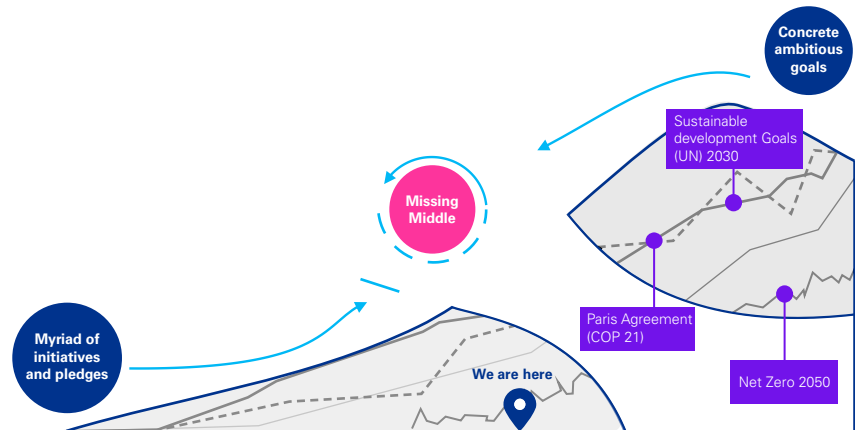 Concrete
ambitious
goals
Sustainable
development Goals
(UN) 2030
Missing
Middle
Paris Agreement
(COP 21)
Myriad of
initiatives
and pledges
We are here
Net Zero 2050